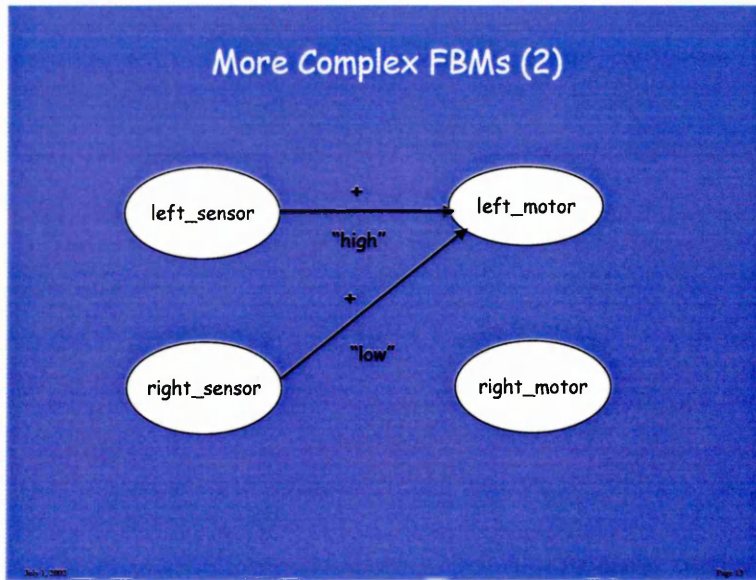 More Complex FBMs (2)
left_sensor
+
left_motor
"high"
+
"low"
right_sensor
right_motor